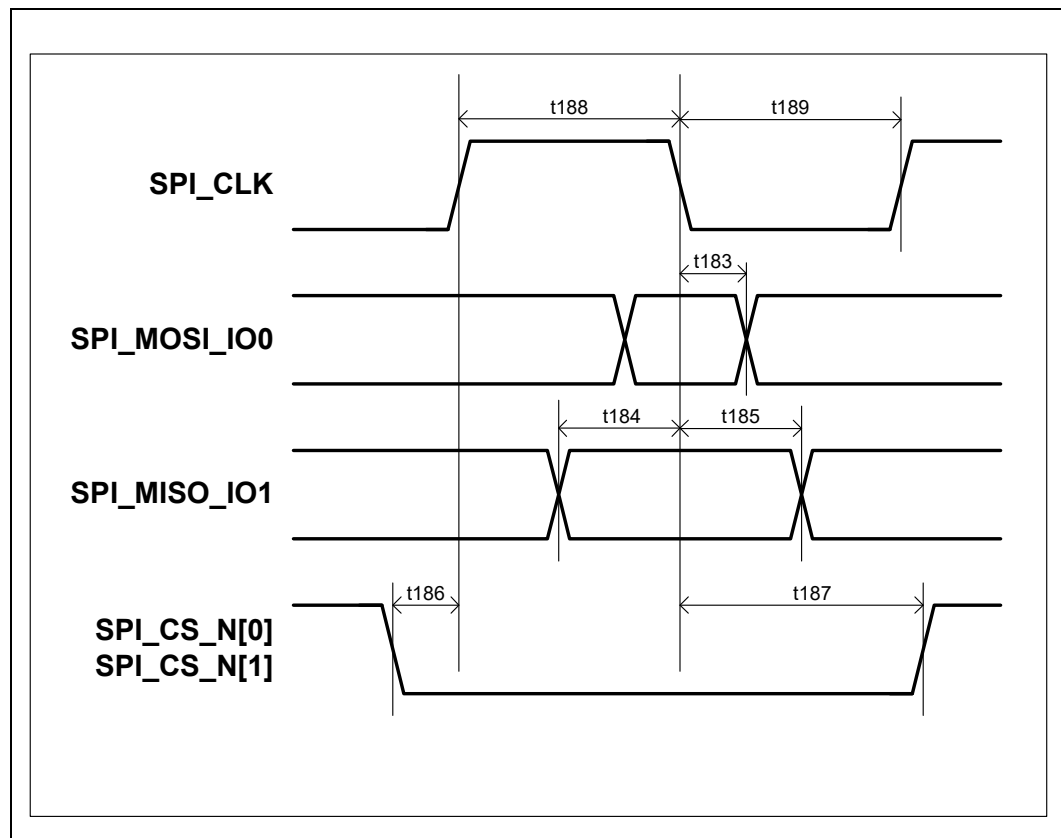 t188
t189
SPI_CLK
t183
SPI_MOSI_IO0
t184
t185
SPI_MISO_IO1
t186
t187
SPI_CS_N[0]
SPI_CS_N[1]